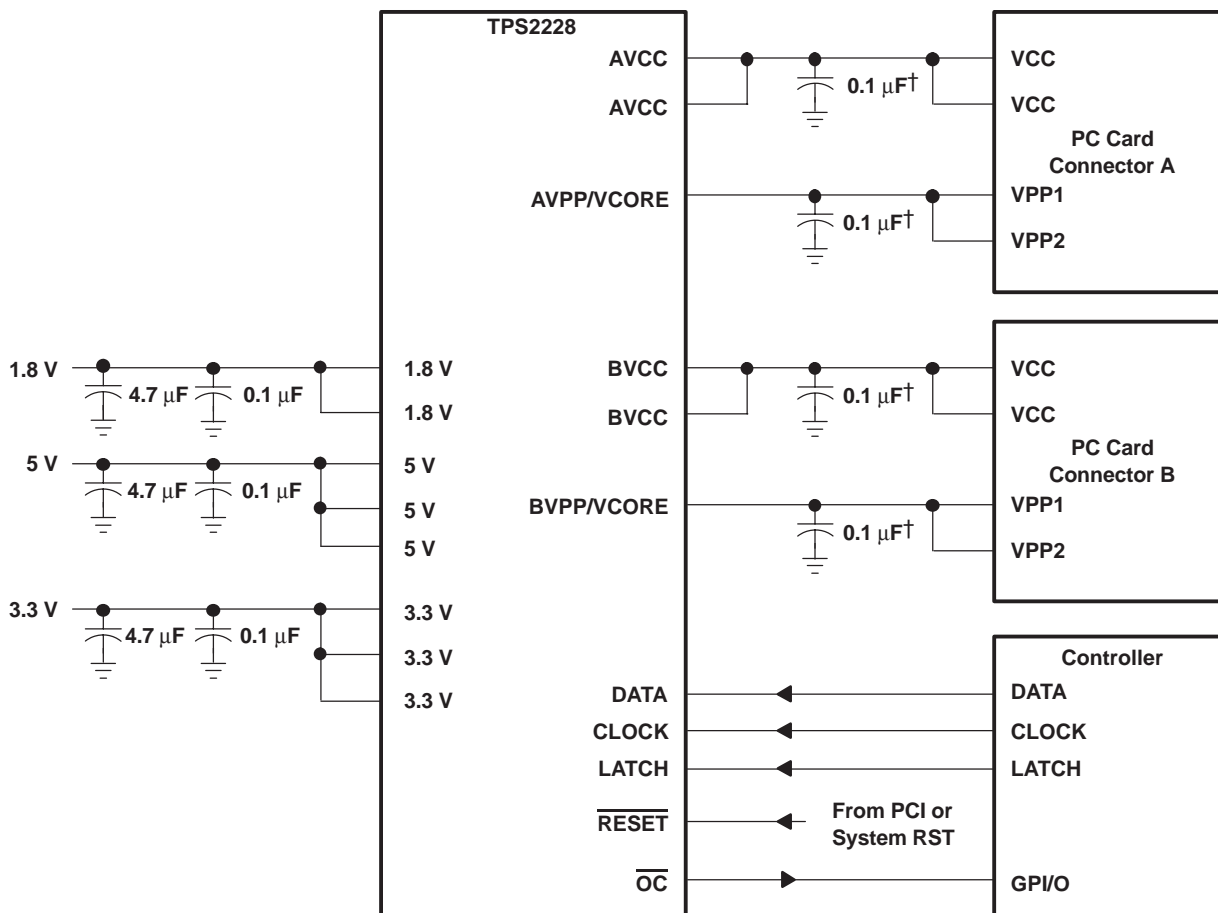 TPS2228
AVCC
AVCC
AVPP/VCORE
0.1 µF†
0.1 µF†
VCC
VCC
PC Card
Connector A
VPP1
VPP2
1.8 V
4.7 µF
0.1 µF
1.8 V
1.8 V
5 V
4.7 µF
0.1 µF
5 V
5 V
5 V
3.3 V
4.7 µF
0.1 µF
3.3 V
3.3 V
3.3 V
BVCC
BVCC
BVPP/VCORE
0.1 µF†
0.1 µF†
VCC
VCC
PC Card
Connector B
VPP1
VPP2
DATA
CLOCK
LATCH
RESET
OC
From PCI or
System RST
Controller
DATA
CLOCK
LATCH
GPI/O